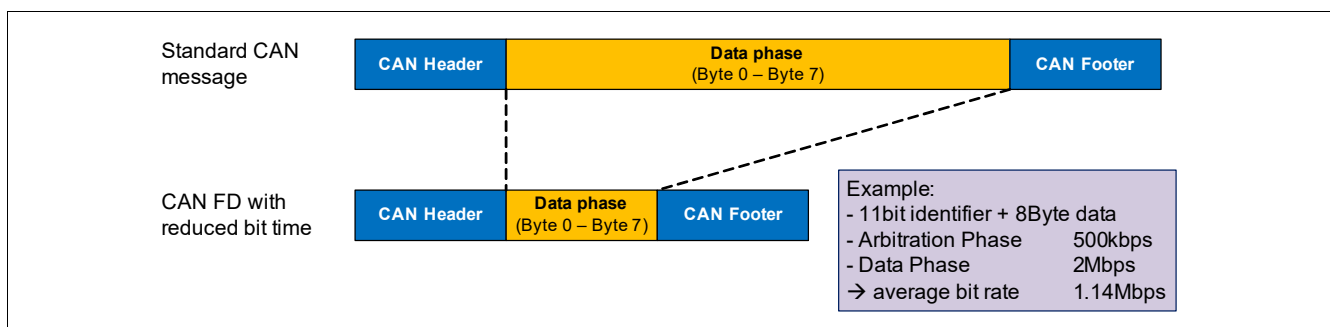 Standard CAN
message
CAN Header
Data phase
(Byte 0 – Byte 7)
CAN Footer
CAN FD with
reduced bit time
CAN Header
Data phase
(Byte 0 – Byte 7)
CAN Footer
Example:
- 11bit identifier + 8Byte data
- Arbitration Phase 500kbps
- Data Phase 2Mbps
→ average bit rate 1.14Mbps